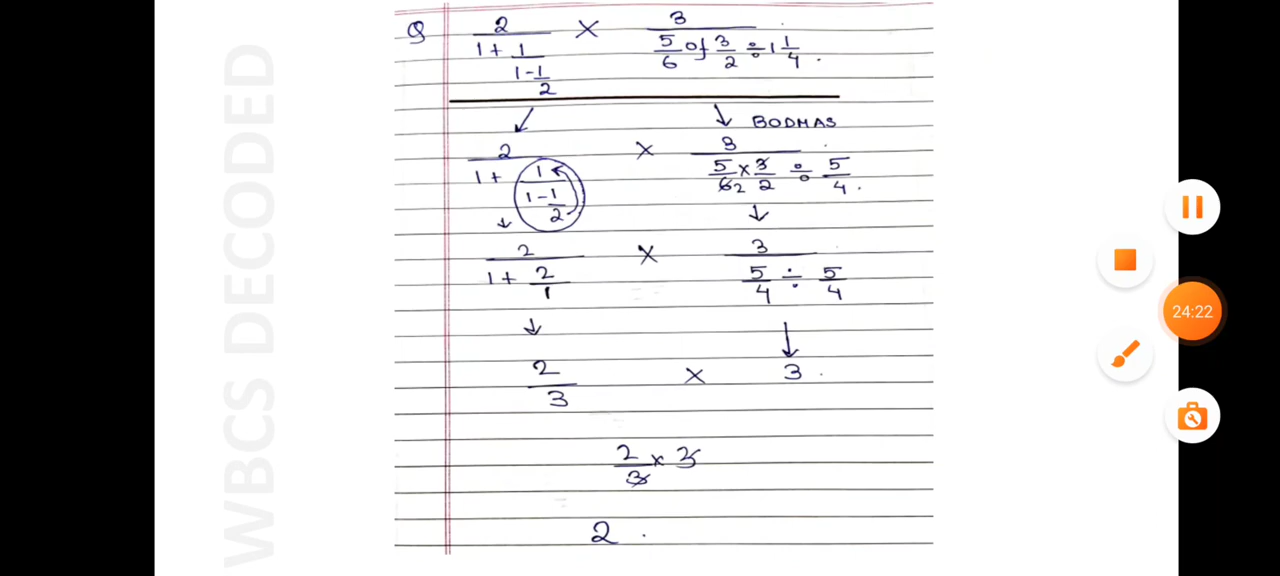 Q 2 × 3
1 + 1 5/6 of 3/2 ÷ 1 1/4.
1 - 1
2
BODMAS
2 × 3
1 + 1 5/62 × 3/2 ÷ 5/4.
1 - 1
2
2 × 3
1 + 2/1 5/4 ÷ 5/4
2/3 × 3.
2/3 × 3
2.
WBCS DECODED
24:22